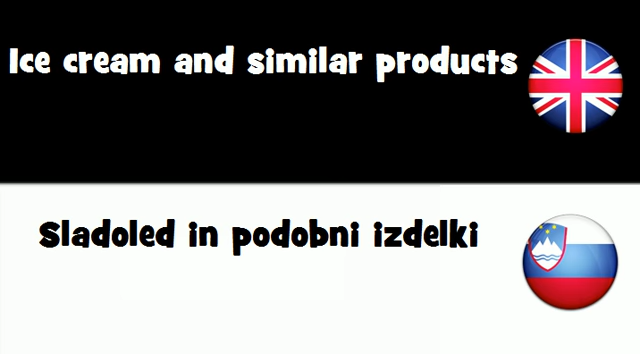 Ice cream and similar products
Sladoled in podobni izdelki